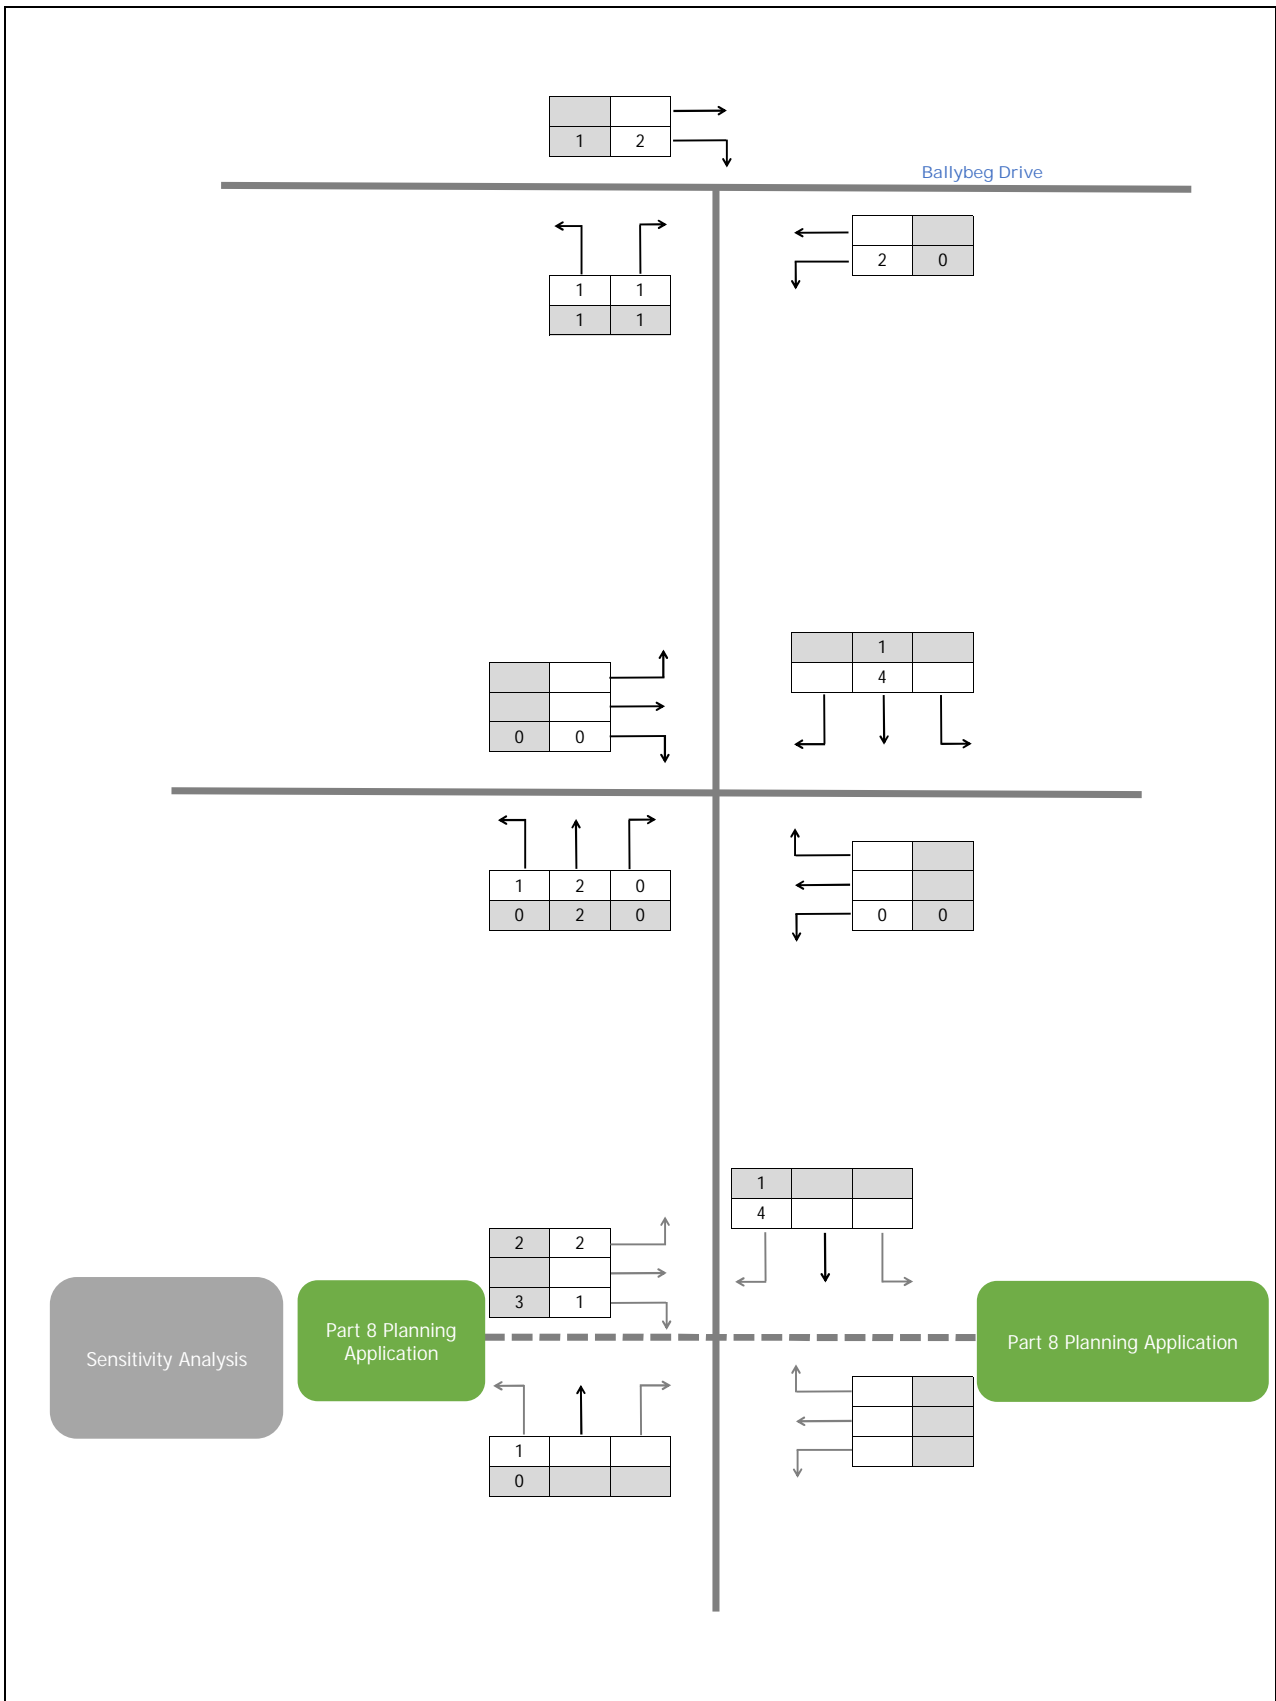 1 2
Ballybeg Drive
2 0
1 1
1 1
1
4
0 0
1 2 0
0 2 0
0 0
1
4
2 2
3 1
Sensitivity Analysis
Part 8 Planning
Application
Part 8 Planning Application
1
0